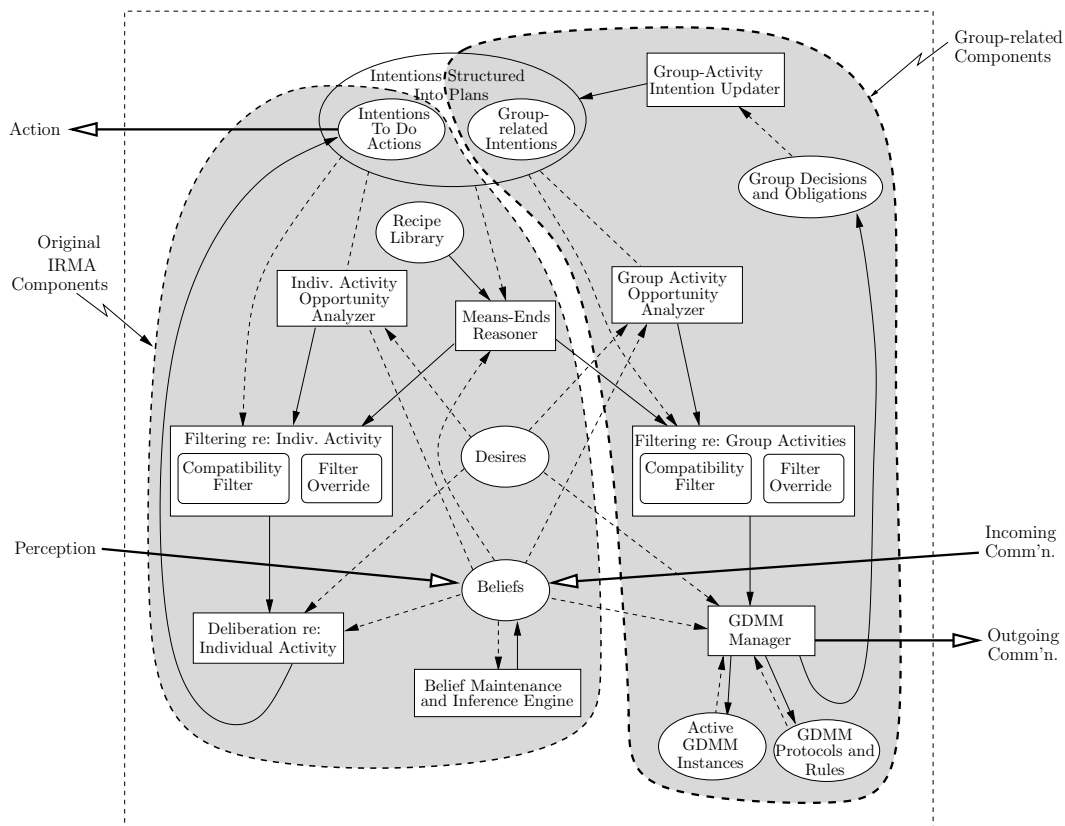 Group-related
Components
Intentions Structured
Into Plans
Group-Activity
Intention Updater
Action
Intentions
To Do
Actions
Group-
related
Intentions
Group Decisions
and Obligations
Recipe
Library
Original
IRMA
Components
Indiv. Activity
Opportunity
Analyzer
Group Activity
Opportunity
Analyzer
Means-Ends
Reasoner
Filtering re: Indiv. Activity
Compatibility
Filter
Filter
Override
Desires
Filtering re: Group Activities
Compatibility
Filter
Filter
Override
Perception
Incoming
Comm'n.
Beliefs
Deliberation re:
Individual Activity
GDMM
Manager
Outgoing
Comm'n.
Belief Maintenance
and Inference Engine
Active
GDMM
Instances
GDMM
Protocols and
Rules